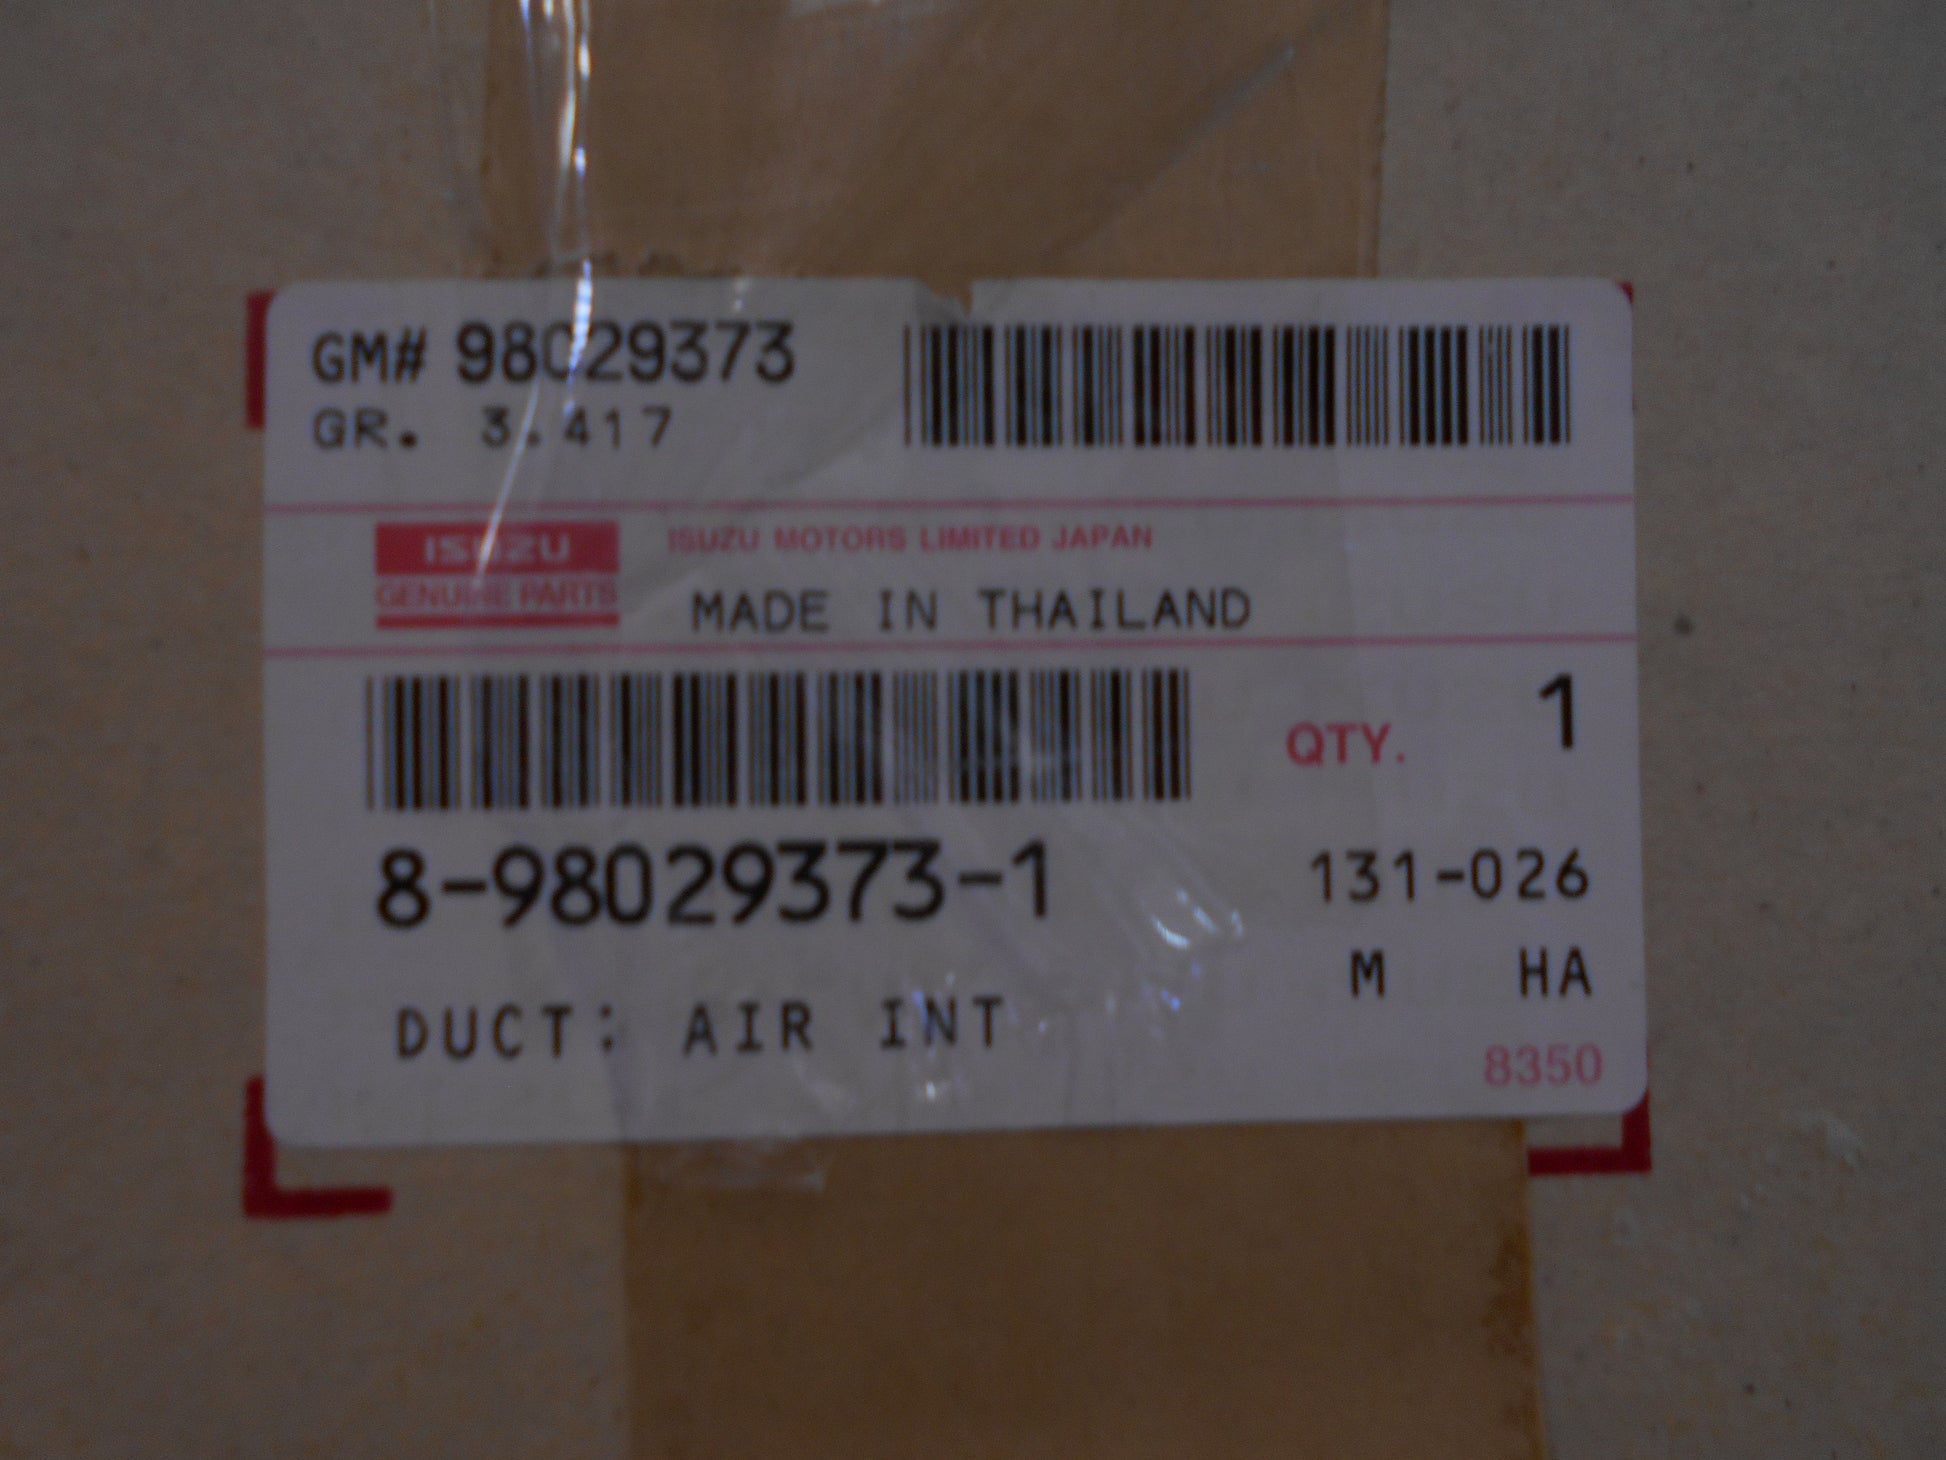 GM# 98029373
GR. 3.417
ISUZU
GENUINE PARTS
ISUZU MOTORS LIMITED JAPAN
MADE IN THAILAND
QTY. 1
8-98029373-1
131-026
M HA
DUCT; AIR INT
8350